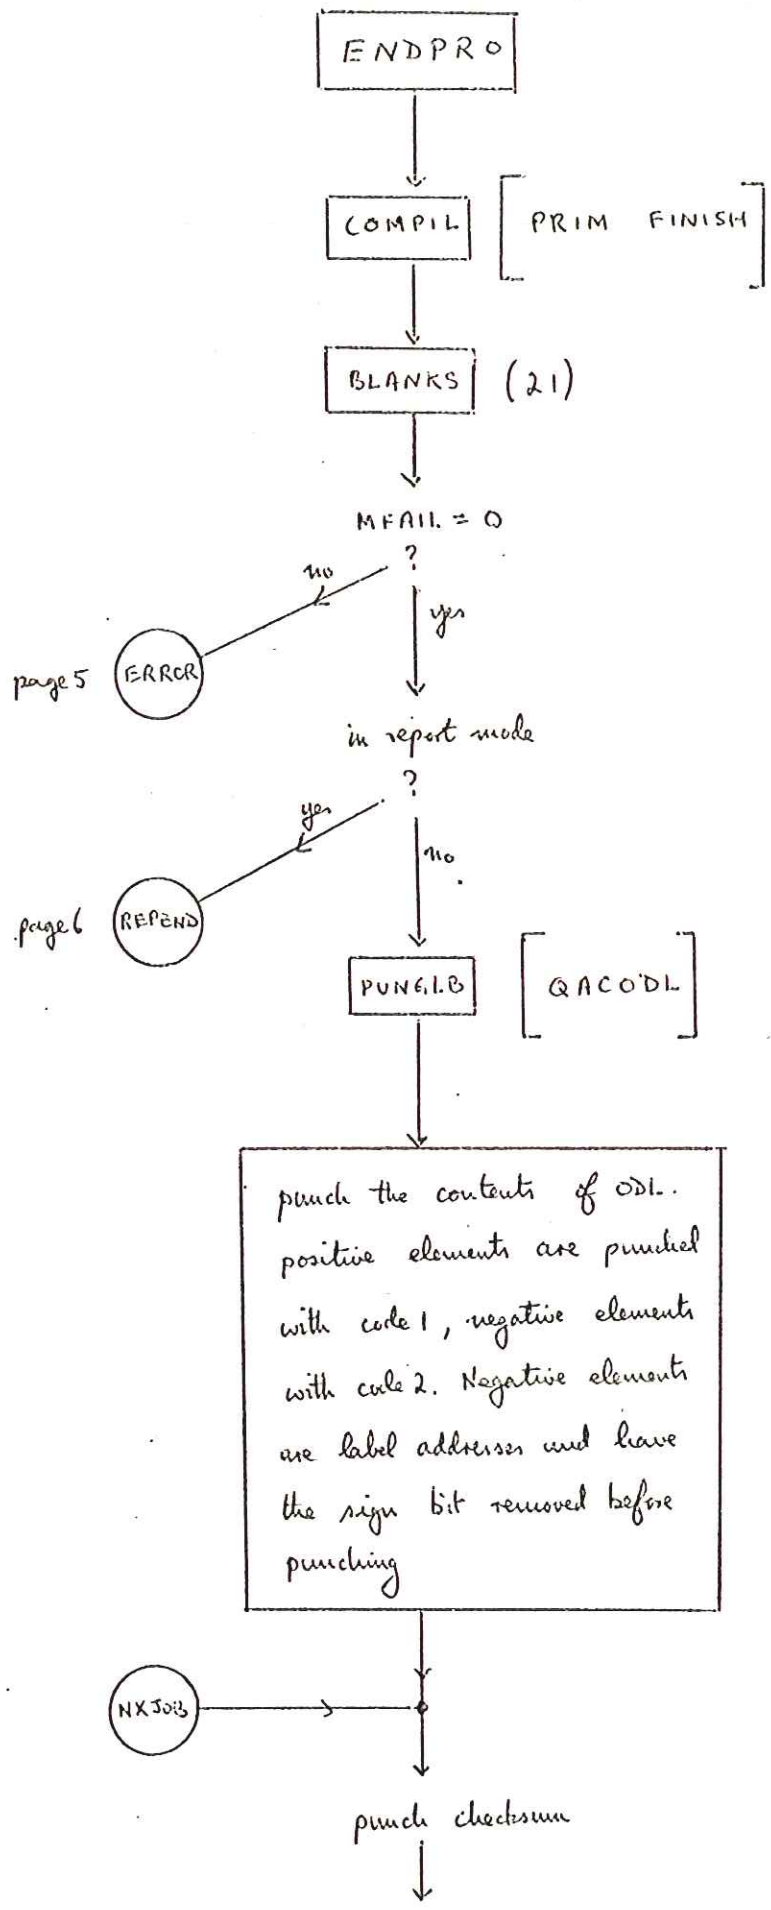 ENDPRO
COMPIL [PRIM FINISH]
BLANKS (21)
MFAIL = 0
?
no
yes
page 5 ERROR
in report mode
?
yes
no
page 6 REPEND
PUNGLB [QACODL]
punch the contents of ODL.
positive elements are punched
with code 1, negative elements
with code 2. Negative elements
are label addresses and have
the sign bit removed before
punching
NXJOB
punch checksum